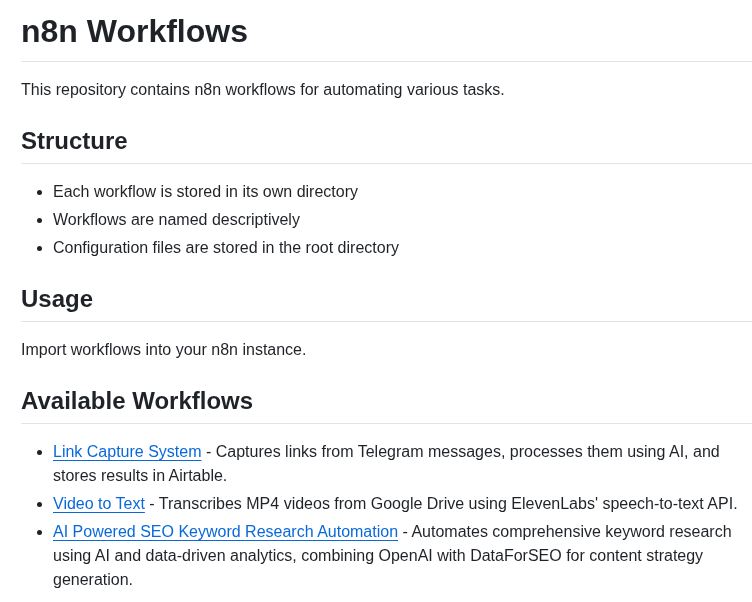 n8n Workflows
This repository contains n8n workflows for automating various tasks.
Structure
Each workflow is stored in its own directory
Workflows are named descriptively
Configuration files are stored in the root directory
Usage
Import workflows into your n8n instance.
Available Workflows
Link Capture System - Captures links from Telegram messages, processes them using AI, and
stores results in Airtable.
Video to Text - Transcribes MP4 videos from Google Drive using ElevenLabs' speech-to-text API.
AI Powered SEO Keyword Research Automation - Automates comprehensive keyword research
using AI and data-driven analytics, combining OpenAI with DataForSEO for content strategy
generation.